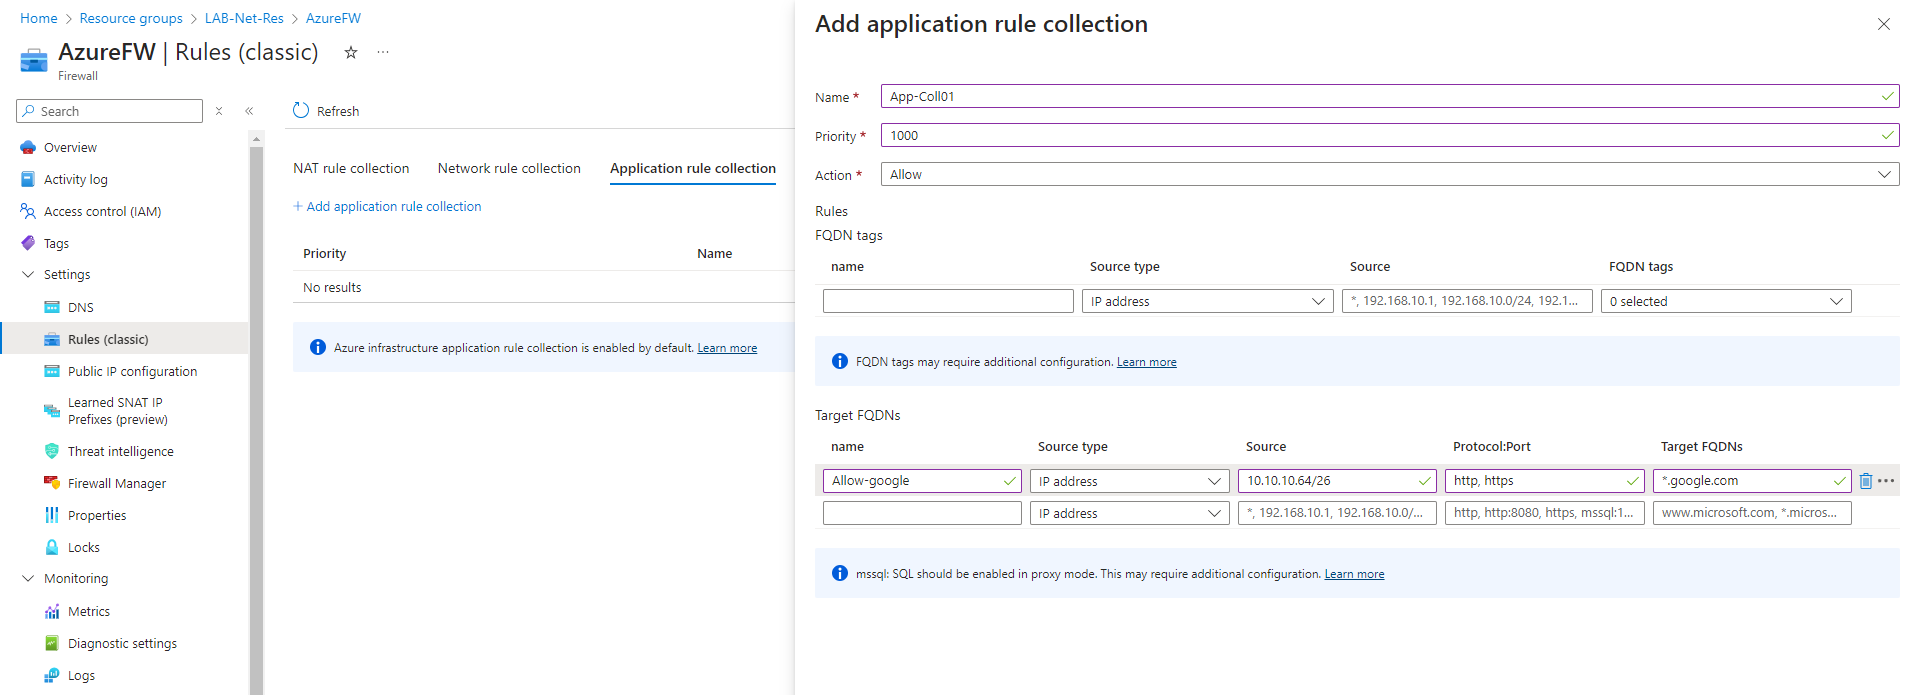 Home > Resource groups > LAB-Net-Res > AzureFW
AzureFW | Rules (classic) ☆ ...
Firewall
Search
Overview
Activity log
Access control (IAM)
Tags
Settings
DNS
Rules (classic)
Public IP configuration
Learned SNAT IP
Prefixes (preview)
Threat intelligence
Firewall Manager
Properties
Locks
Monitoring
Metrics
Diagnostic settings
Logs
Refresh
NAT rule collection Network rule collection Application rule collection
+ Add application rule collection
Priority Name
No results
Azure infrastructure application rule collection is enabled by default. Learn more
Add application rule collection
Name * App-Coll01
Priority * 1000
Action * Allow
Rules
FQDN tags
name Source type Source FQDN tags
IP address *, 192.168.10.1, 192.168.10.0/24, 192.1... 0 selected
FQDN tags may require additional configuration. Learn more
Target FQDNs
name Source type Source Protocol:Port Target FQDNs
Allow-google IP address 10.10.10.64/26 http, https *.google.com
IP address *, 192.168.10.1, 192.168.10.0/... http, http:8080, https, mssql:1... www.microsoft.com, *.micros...
mssql: SQL should be enabled in proxy mode. This may require additional configuration. Learn more